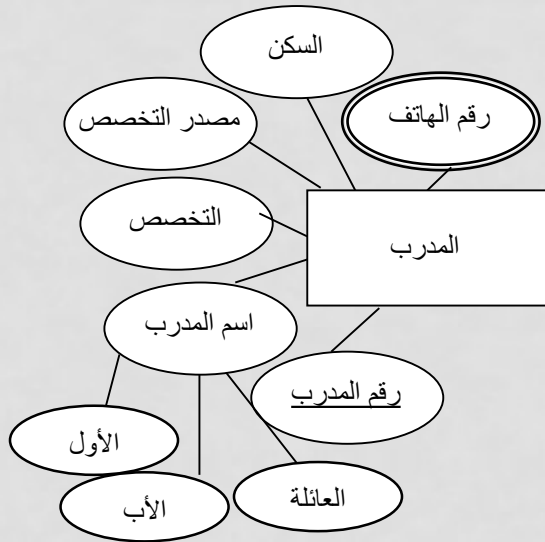 السكن
رقم الهاتف
مصدر التخصص
التخصص
المدرب
اسم المدرب
رقم المدرب
الأول
العائلة
الأب